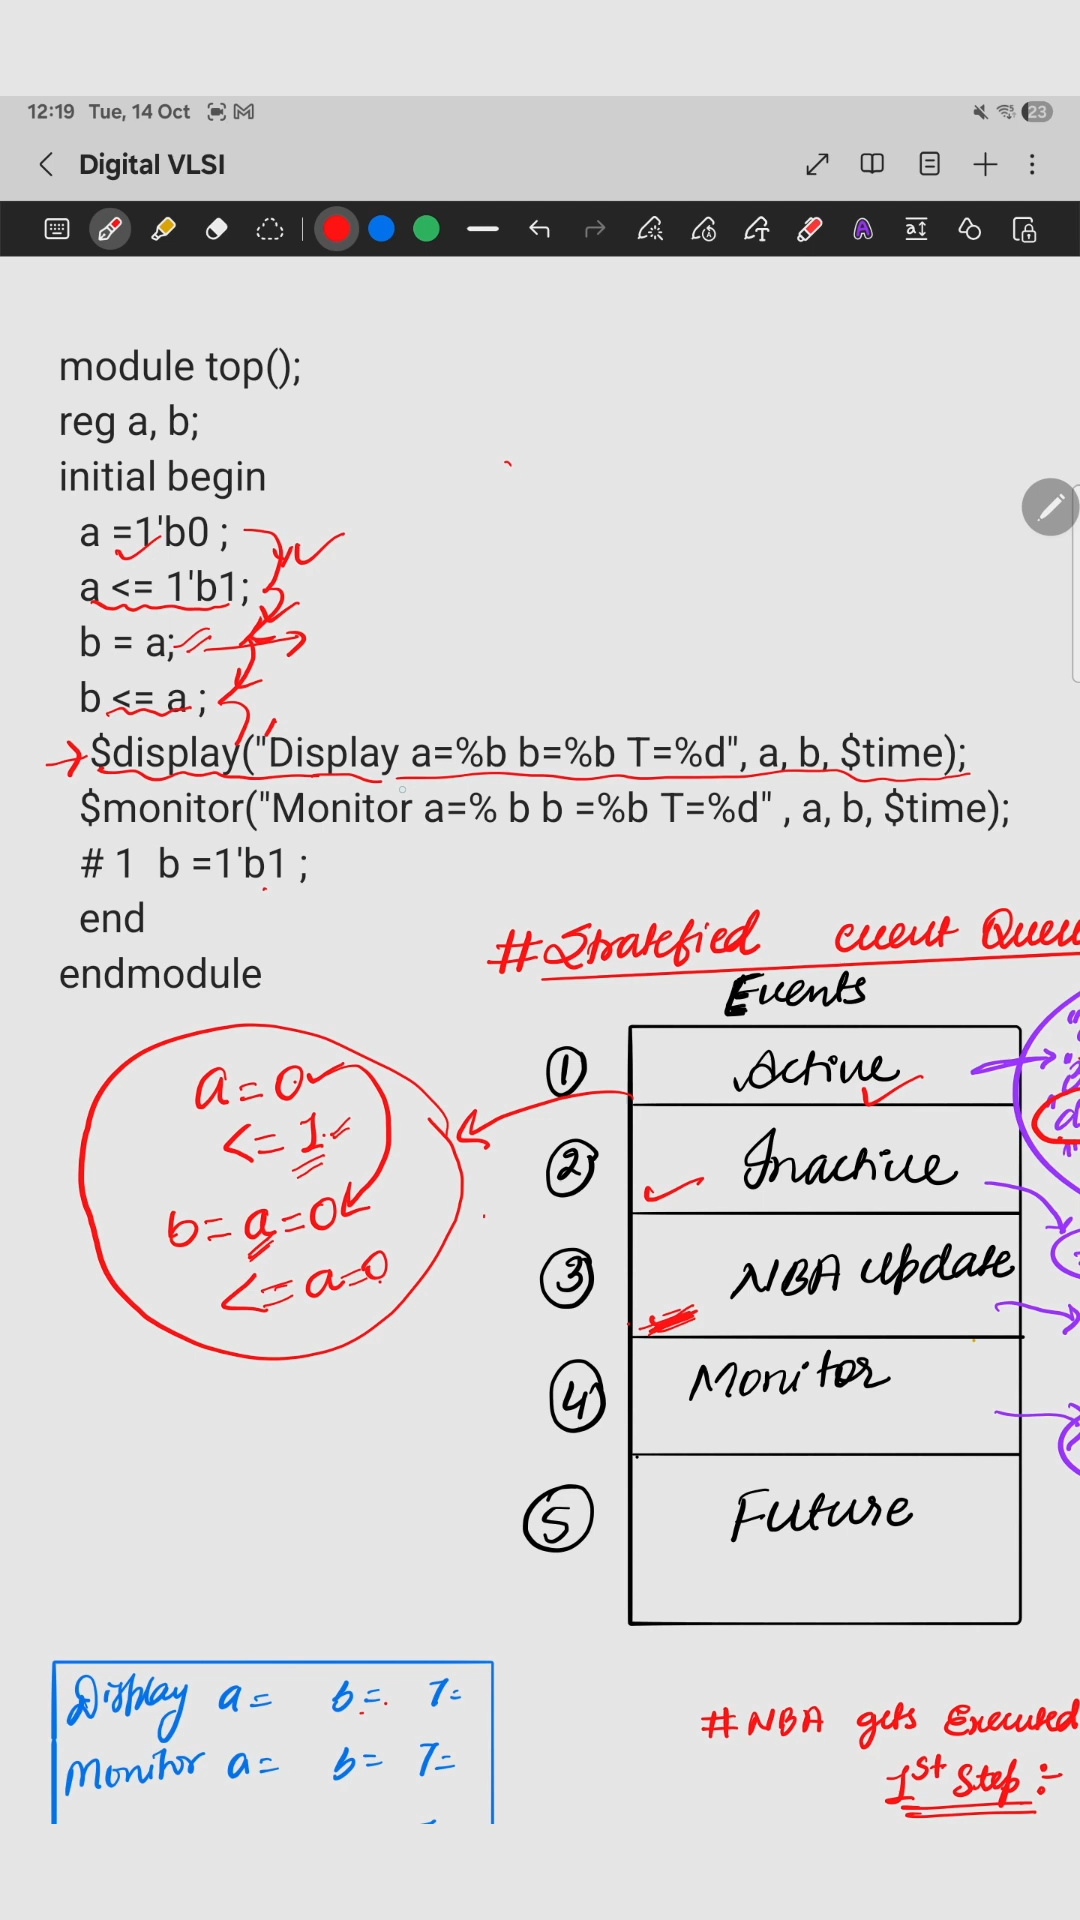 12:19 Tue, 14 Oct
23
Digital VLSI
module top();
reg a, b;
initial begin
a =1'b0 ;
a <= 1'b1;
b = a;
b <= a ;
$display("Display a=%b b=%b T=%d", a, b, $time);
$monitor("Monitor a=% b b =%b T=%d" , a, b, $time);
# 1 b =1'b1 ;
end
endmodule
#Stratefied event Queu
Events
a=0
<= 1
b=a=0
<= a=0
1 Active
2 Inactive
3 NBA Update
4 Monitor
5 Future
Display a= b= T=
Monitor a= b= T=
#NBA gets Executed
1st Step :-